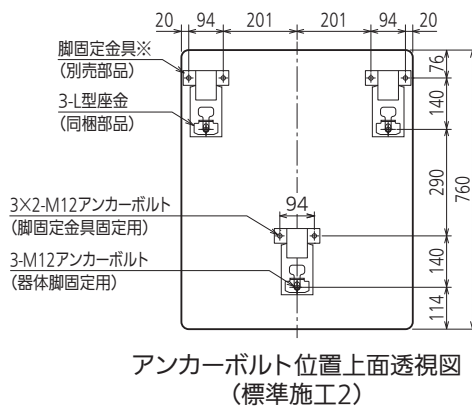 20 94 201 201 94 20
脚固定金具※
(別売部品)
3-L型座金
(同梱部品)
76
140
290
760
3×2-M12アンカーボルト
(脚固定金具固定用)
94
3-M12アンカーボルト
(器体脚固定用)
140
114
アンカーボルト位置上面透視図
(標準施工2)